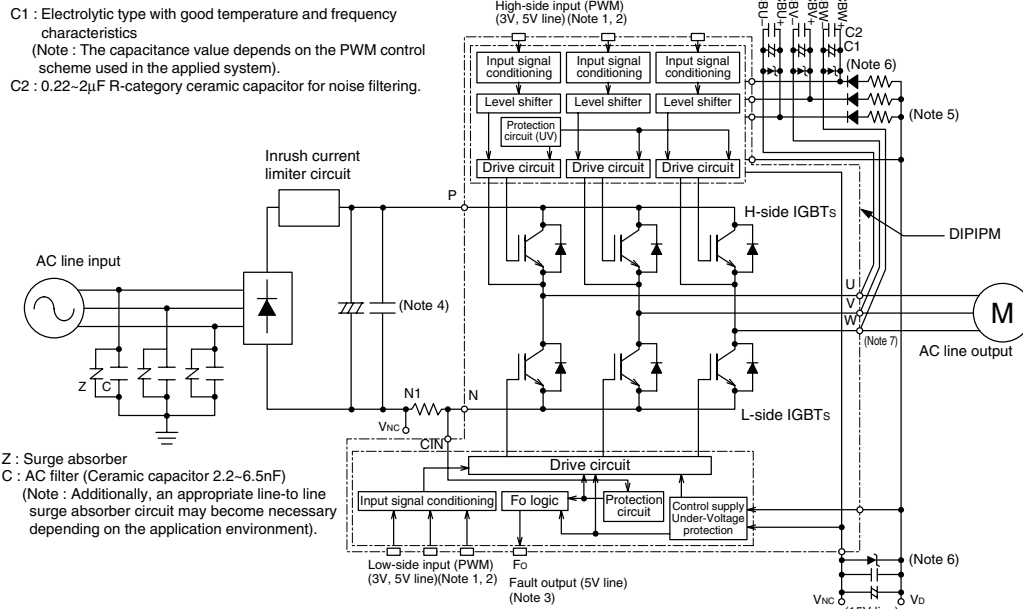 C1 : Electrolytic type with good temperature and frequency
characteristics
(Note : The capacitance value depends on the PWM control
scheme used in the applied system).
C2 : 0.22~2μF R-category ceramic capacitor for noise filtering.
High-side input (PWM)
(3V, 5V line)(Note 1, 2)
CBU-
CBU+
CBV-
CBV+
CBW-
CBW+
C2
C1
(Note 6)
(Note 5)
Input signal
conditioning
Input signal
conditioning
Input signal
conditioning
Level shifter
Level shifter
Level shifter
Protection
circuit (UV)
Drive circuit
Drive circuit
Drive circuit
Inrush current
limiter circuit
P
H-side IGBTS
DIPIPM
AC line input
(Note 4)
U
V
W
(Note 7)
M
AC line output
Z
C
N1
N
VNC
CIN
L-side IGBTS
Z : Surge absorber
C : AC filter (Ceramic capacitor 2.2~6.5nF)
(Note : Additionally, an appropriate line-to line
surge absorber circuit may become necessary
depending on the application environment).
Drive circuit
Input signal conditioning
Fo logic
Protection
circuit
Control supply
Under-Voltage
protection
Low-side input (PWM)
(3V, 5V line)(Note 1, 2)
FO
Fault output (5V line)
(Note 3)
(Note 6)
VNC
(15V line)
VD